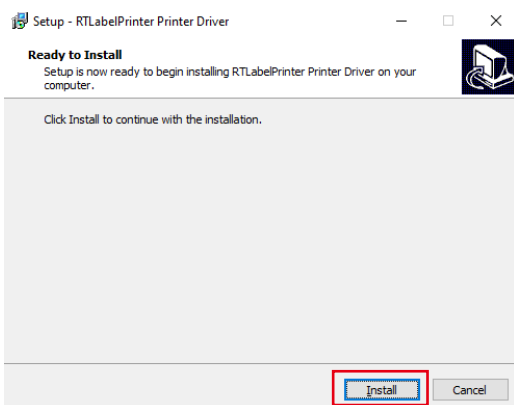 Setup - RTLabelPrinter Printer Driver
Ready to Install
Setup is now ready to begin installing RTLabelPrinter Printer Driver on your
computer.
Click Install to continue with the installation.
Install
Cancel